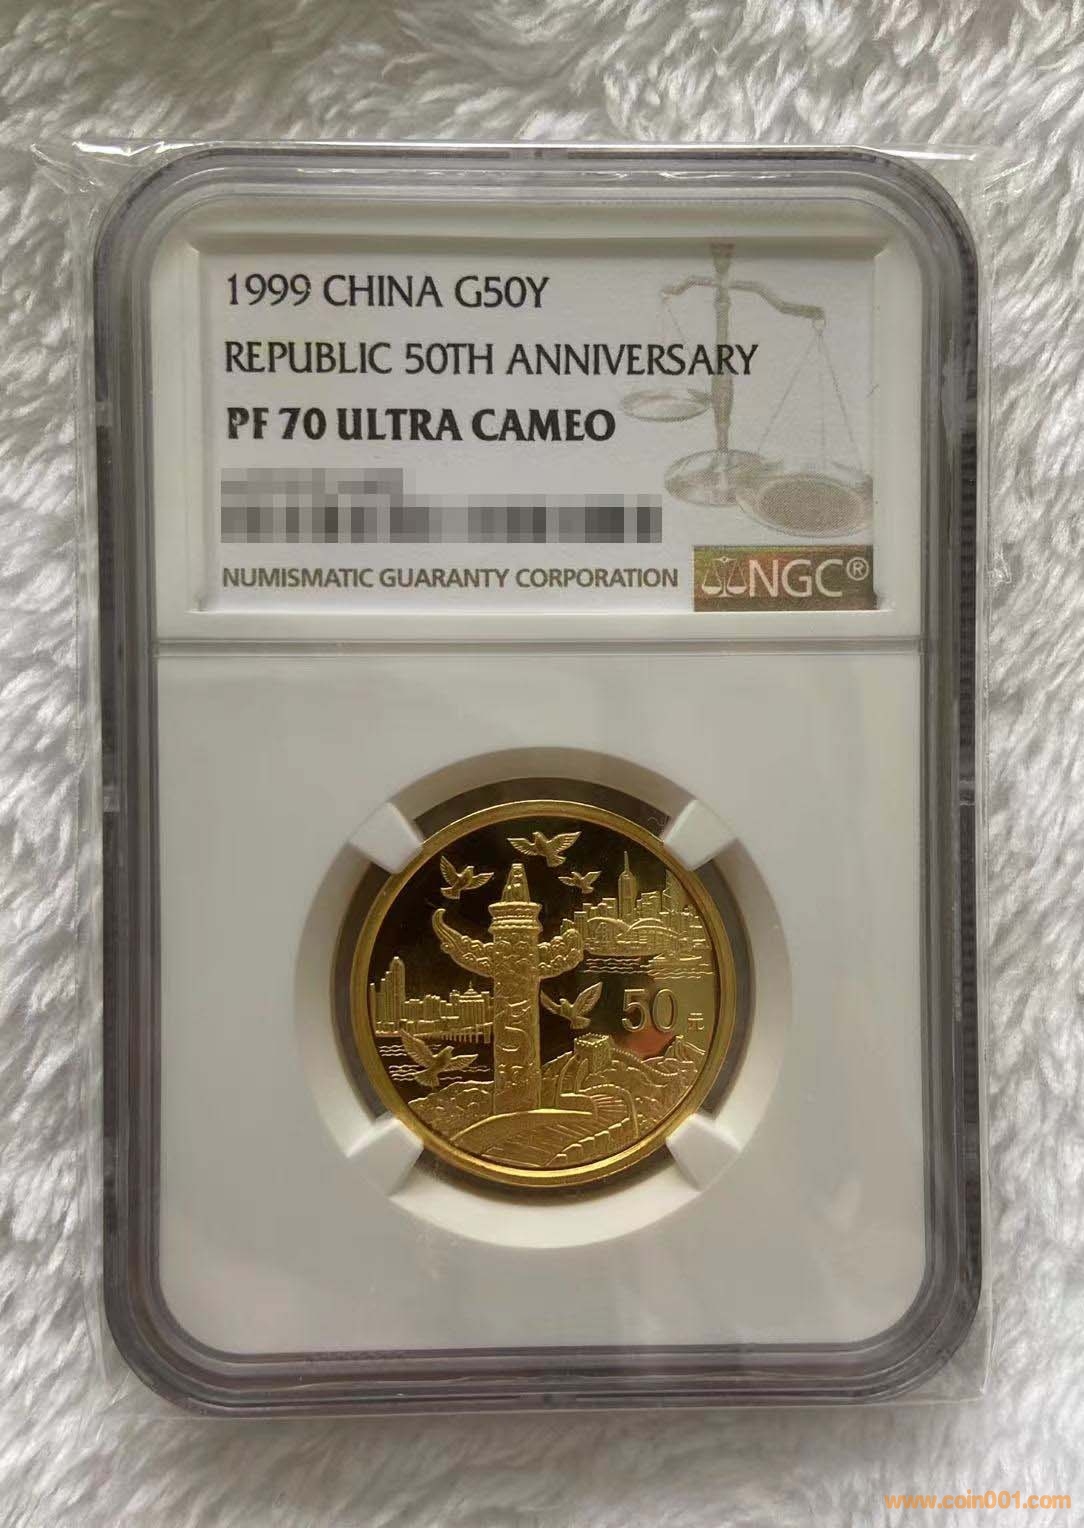 1999 CHINA G50Y
REPUBLIC 50TH ANNIVERSARY
PF 70 ULTRA CAMEO
NUMISMATIC GUARANTY CORPORATION
NGC®
50元
www.coin001.com